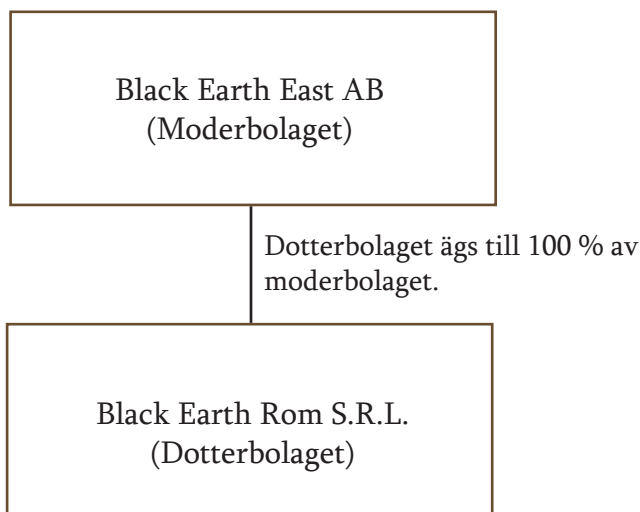 Black Earth East AB
(Moderbolaget)
Dotterbolaget ägs till 100 % av
moderbolaget.
Black Earth Rom S.R.L.
(Dotterbolaget)